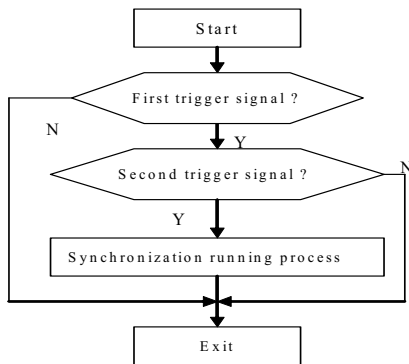 Start
First trigger signal ?
N
Y
Second trigger signal ?
N
Y
Synchronization running process
Exit